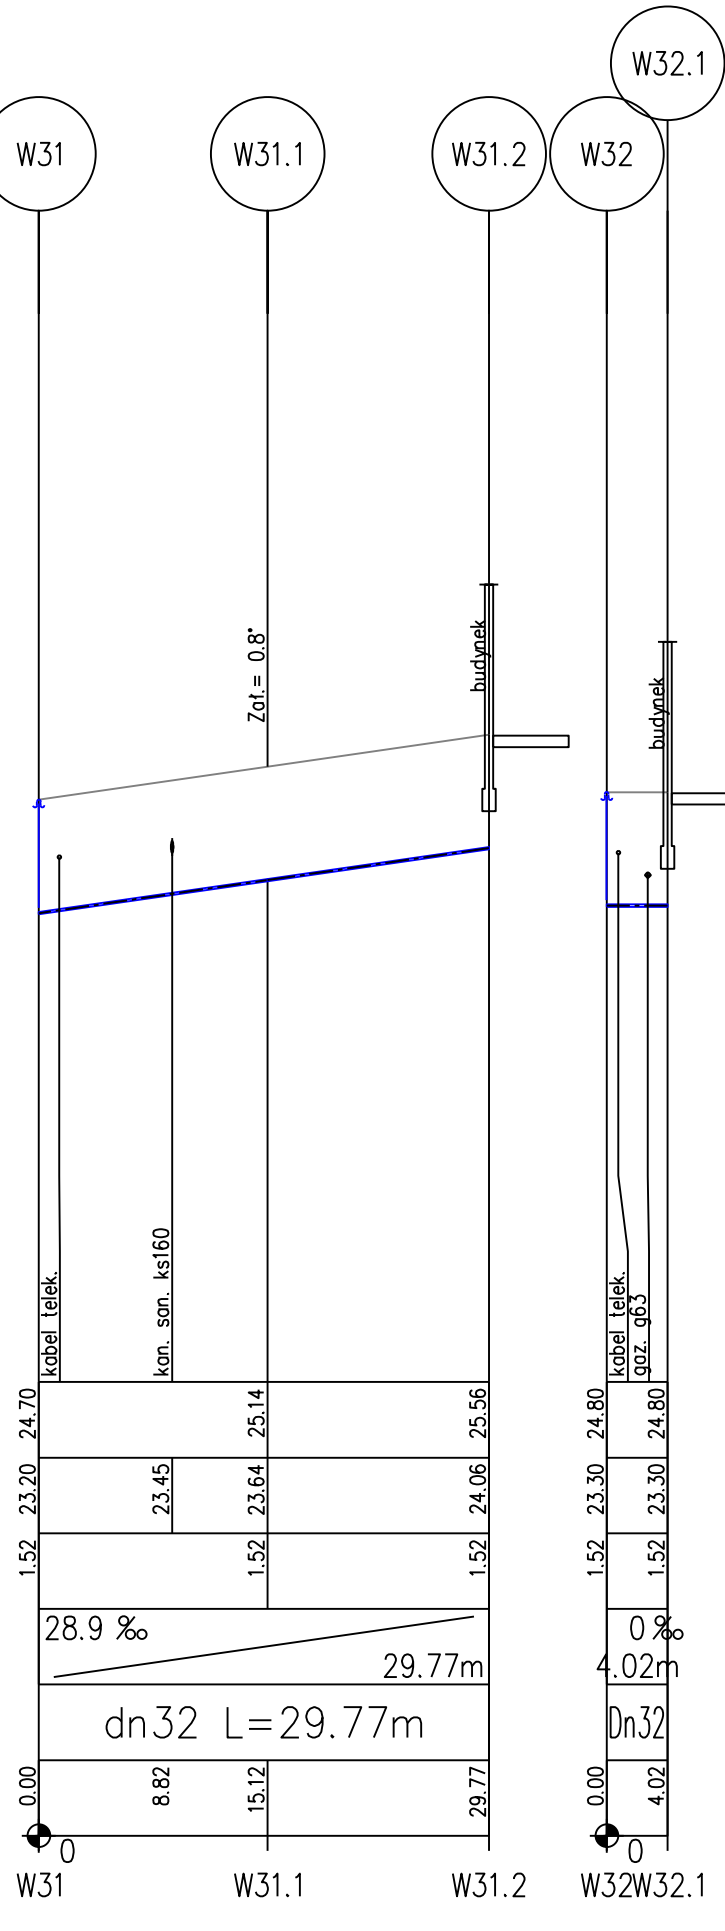 W32.1
W31
W31.1
W31.2
W32
Zał.= 0.8°
budynek
budynek
kabel telek.
kan. san. ks160
kabel telek.
gaz. g63
24.70
25.14
25.56
24.80
24.80
23.20
23.45
23.64
24.06
23.30
23.30
1.52
1.52
1.52
1.52
1.52
28.9 ‰
0 ‰
29.77m
4.02m
dn32 L=29.77m
Dn32
0.00
8.82
15.12
29.77
0.00
4.02
0
0
W31
W31.1
W31.2
W32
W32.1